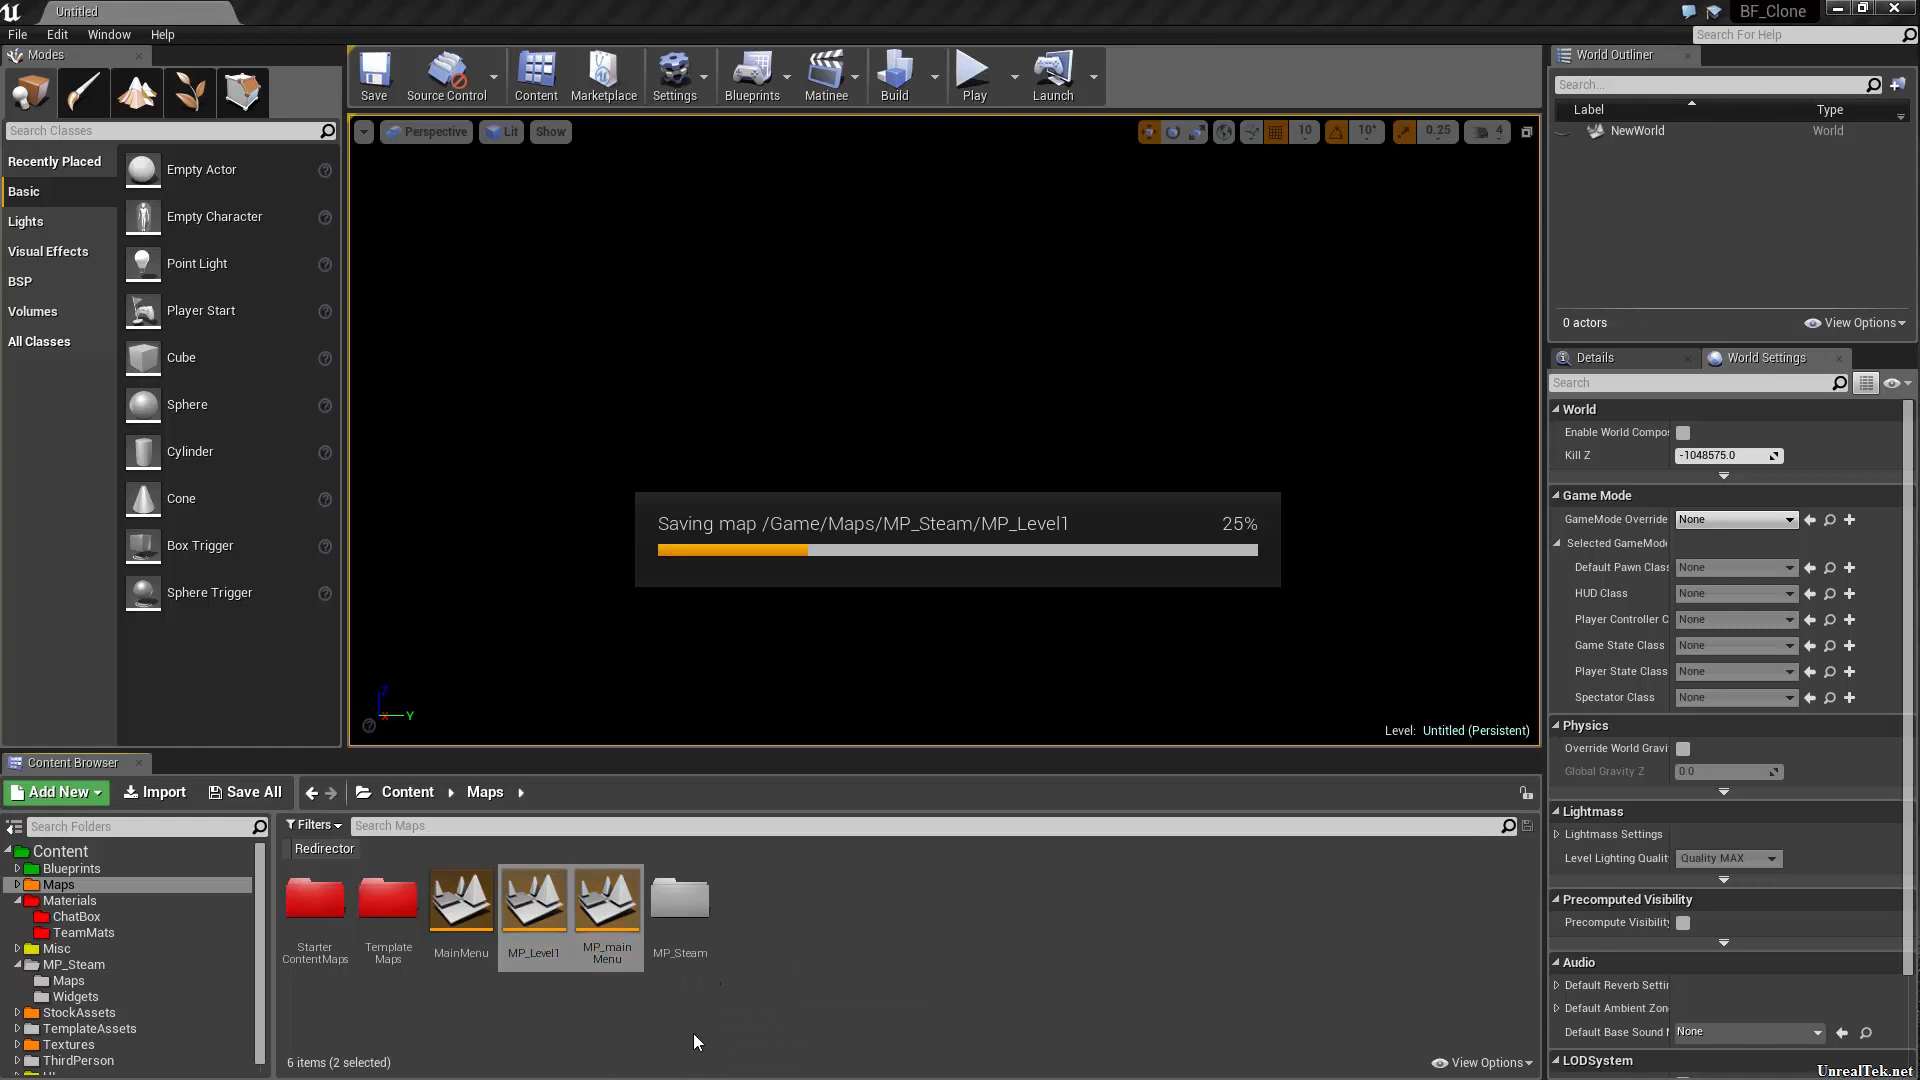 Untitled
BF_Clone
File Edit Window Help
Search For Help
Modes
Search Classes
Recently Placed
Basic
Lights
Visual Effects
BSP
Volumes
All Classes
Empty Actor
Empty Character
Point Light
Player Start
Cube
Sphere
Cylinder
Cone
Box Trigger
Sphere Trigger
Save
Source Control
Content
Marketplace
Settings
Blueprints
Matinee
Build
Play
Launch
Perspective
Lit
Show
10
10°
0.25
4
Saving map /Game/Maps/MP_Steam/MP_Level1 25%
Z
X
Y
Level: Untitled (Persistent)
World Outliner
Search...
Label Type
NewWorld World
0 actors
View Options
Details
World Settings
Search
World
Enable World Compo
Kill Z -1048575.0
Game Mode
GameMode Override None
Selected GameMode
Default Pawn Class None
HUD Class None
Player Controller C None
Game State Class None
Player State Class None
Spectator Class None
Physics
Override World Gravi
Global Gravity Z 0.0
Lightmass
Lightmass Settings
Level Lighting Qualit Quality MAX
Precomputed Visibility
Precompute Visibility
Audio
Default Reverb Settin
Default Ambient Zon
Default Base Sound M None
LODSystem
Content Browser
Add New
Import
Save All
Content
Maps
Search Folders
Content
Blueprints
Maps
Materials
ChatBox
TeamMats
Misc
MP_Steam
Maps
Widgets
StockAssets
TemplateAssets
Textures
ThirdPerson
Filters
Search Maps
Redirector
Starter
ContentMaps
Template
Maps
MainMenu
MP_Level1
MP_main
Menu
MP_Steam
6 items (2 selected)
View Options
UnrealTek.net